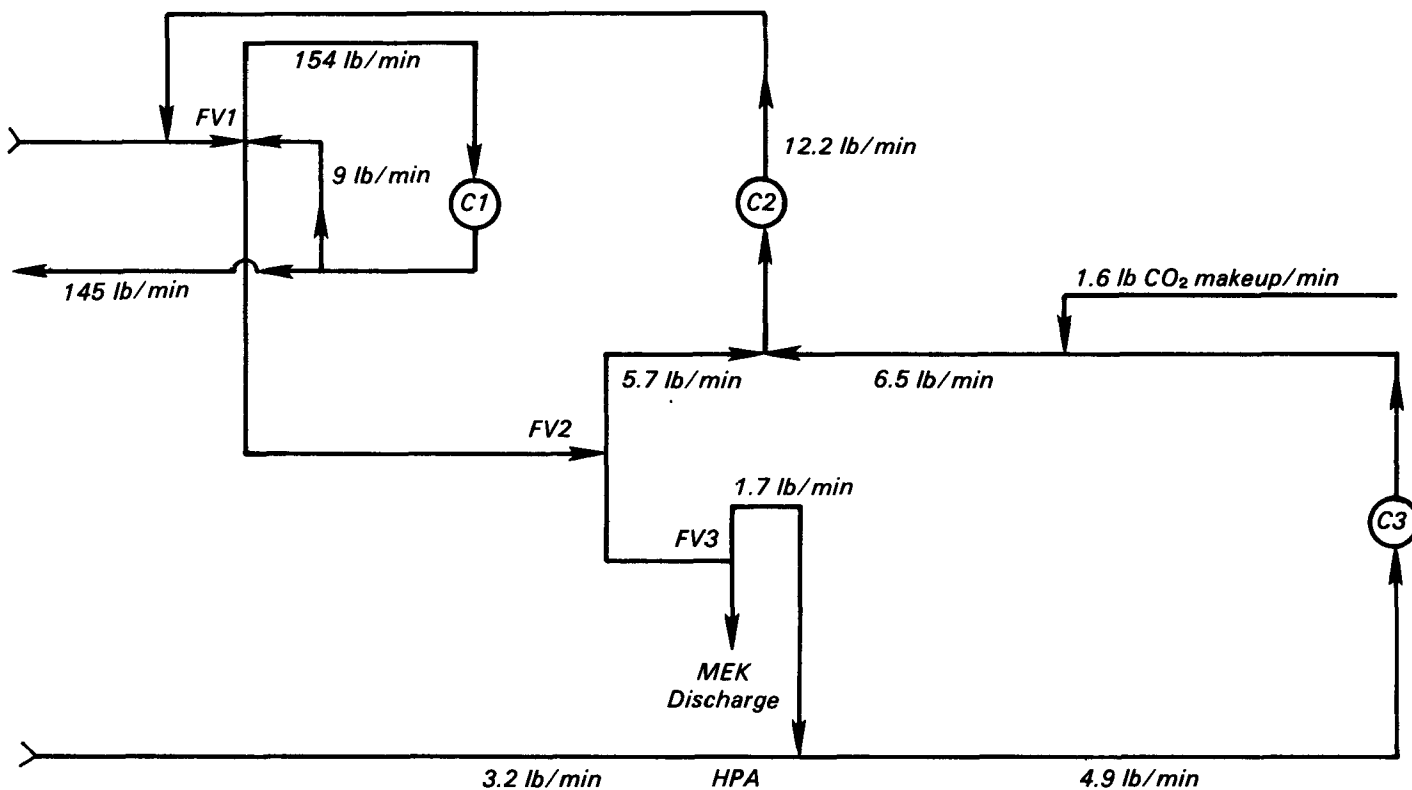 154 lb/min
FV1
12.2 lb/min
9 lb/min
C1
C2
145 lb/min
1.6 lb CO₂ makeup/min
5.7 lb/min
6.5 lb/min
FV2
1.7 lb/min
C3
FV3
MEK
Discharge
3.2 lb/min
HPA
4.9 lb/min